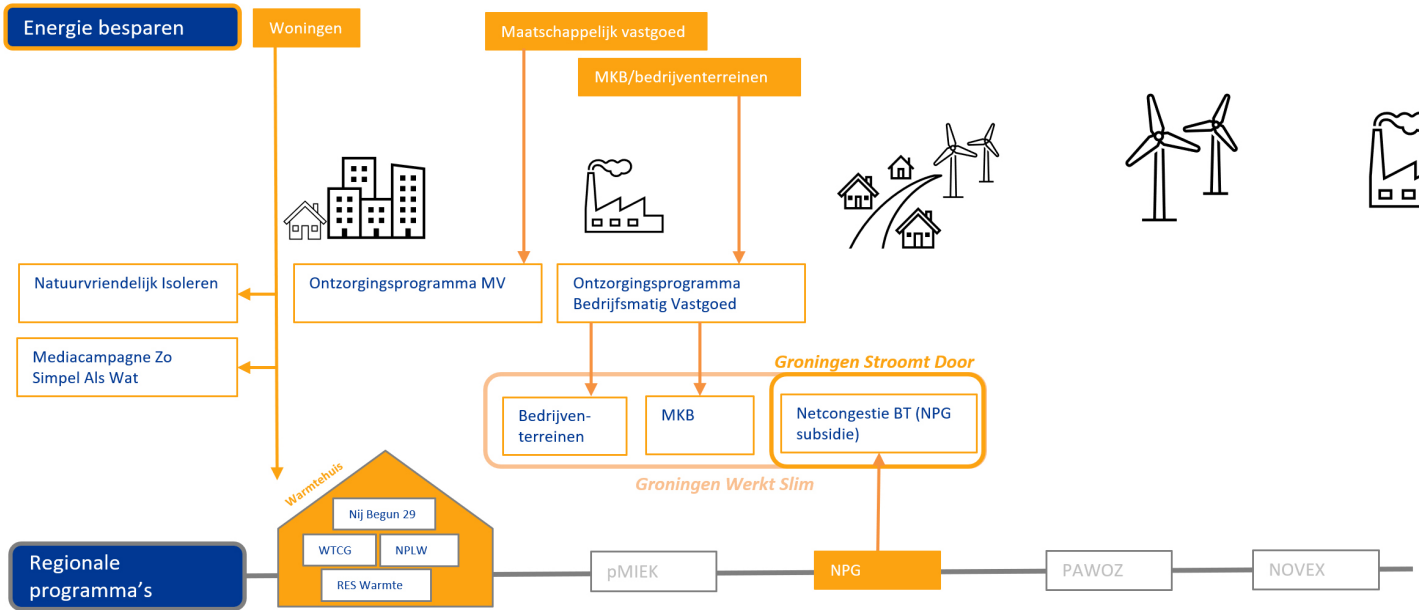 Energie besparen
Woningen
Maatschappelijk vastgoed
MKB/bedrijventerreinen
Natuurvriendelijk Isoleren
Ontzorgingsprogramma MV
Ontzorgingsprogramma
Bedrijfsmatig Vastgoed
Mediacampagne Zo
Simpel Als Wat
Groningen Stroomt Door
Bedrijven-
terreinen
MKB
Netcongestie BT (NPG
subsidie)
Groningen Werkt Slim
Warmtehuis
Nij Begun 29
WTCG
NPLW
RES Warmte
Regionale
programma's
pMIEK
NPG
PAWOZ
NOVEX